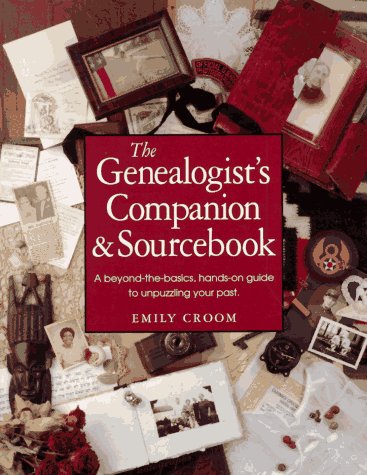 The
Genealogist's
Companion
& Sourcebook
A beyond-the-basics, hands-on guide
to unpuzzling your past.
EMILY CROOM